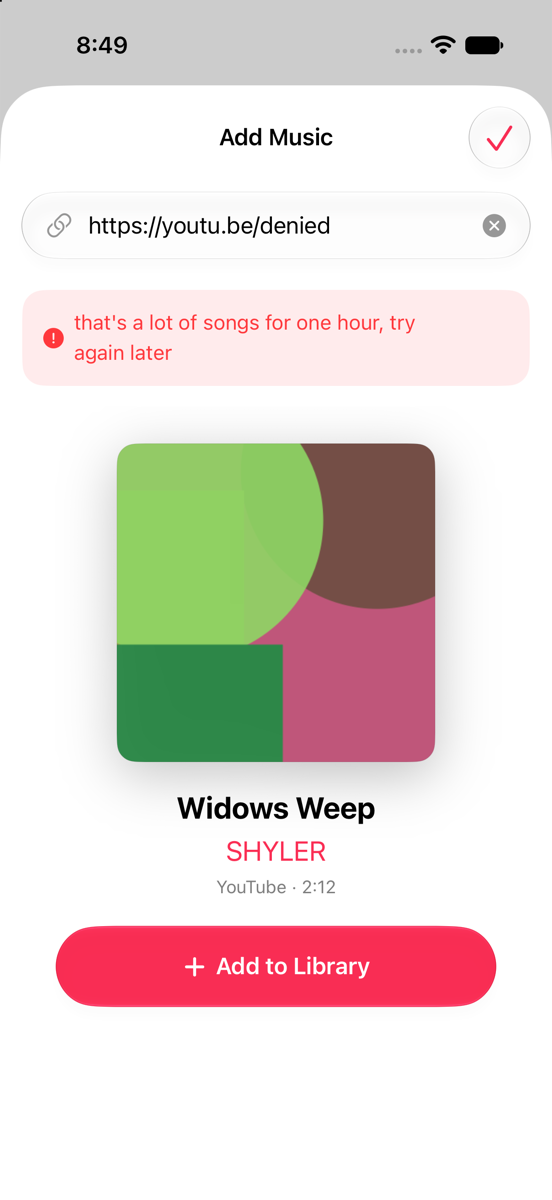 8:49
Add Music
https://youtu.be/denied
that's a lot of songs for one hour, try
again later
Widows Weep
SHYLER
YouTube · 2:12
+ Add to Library